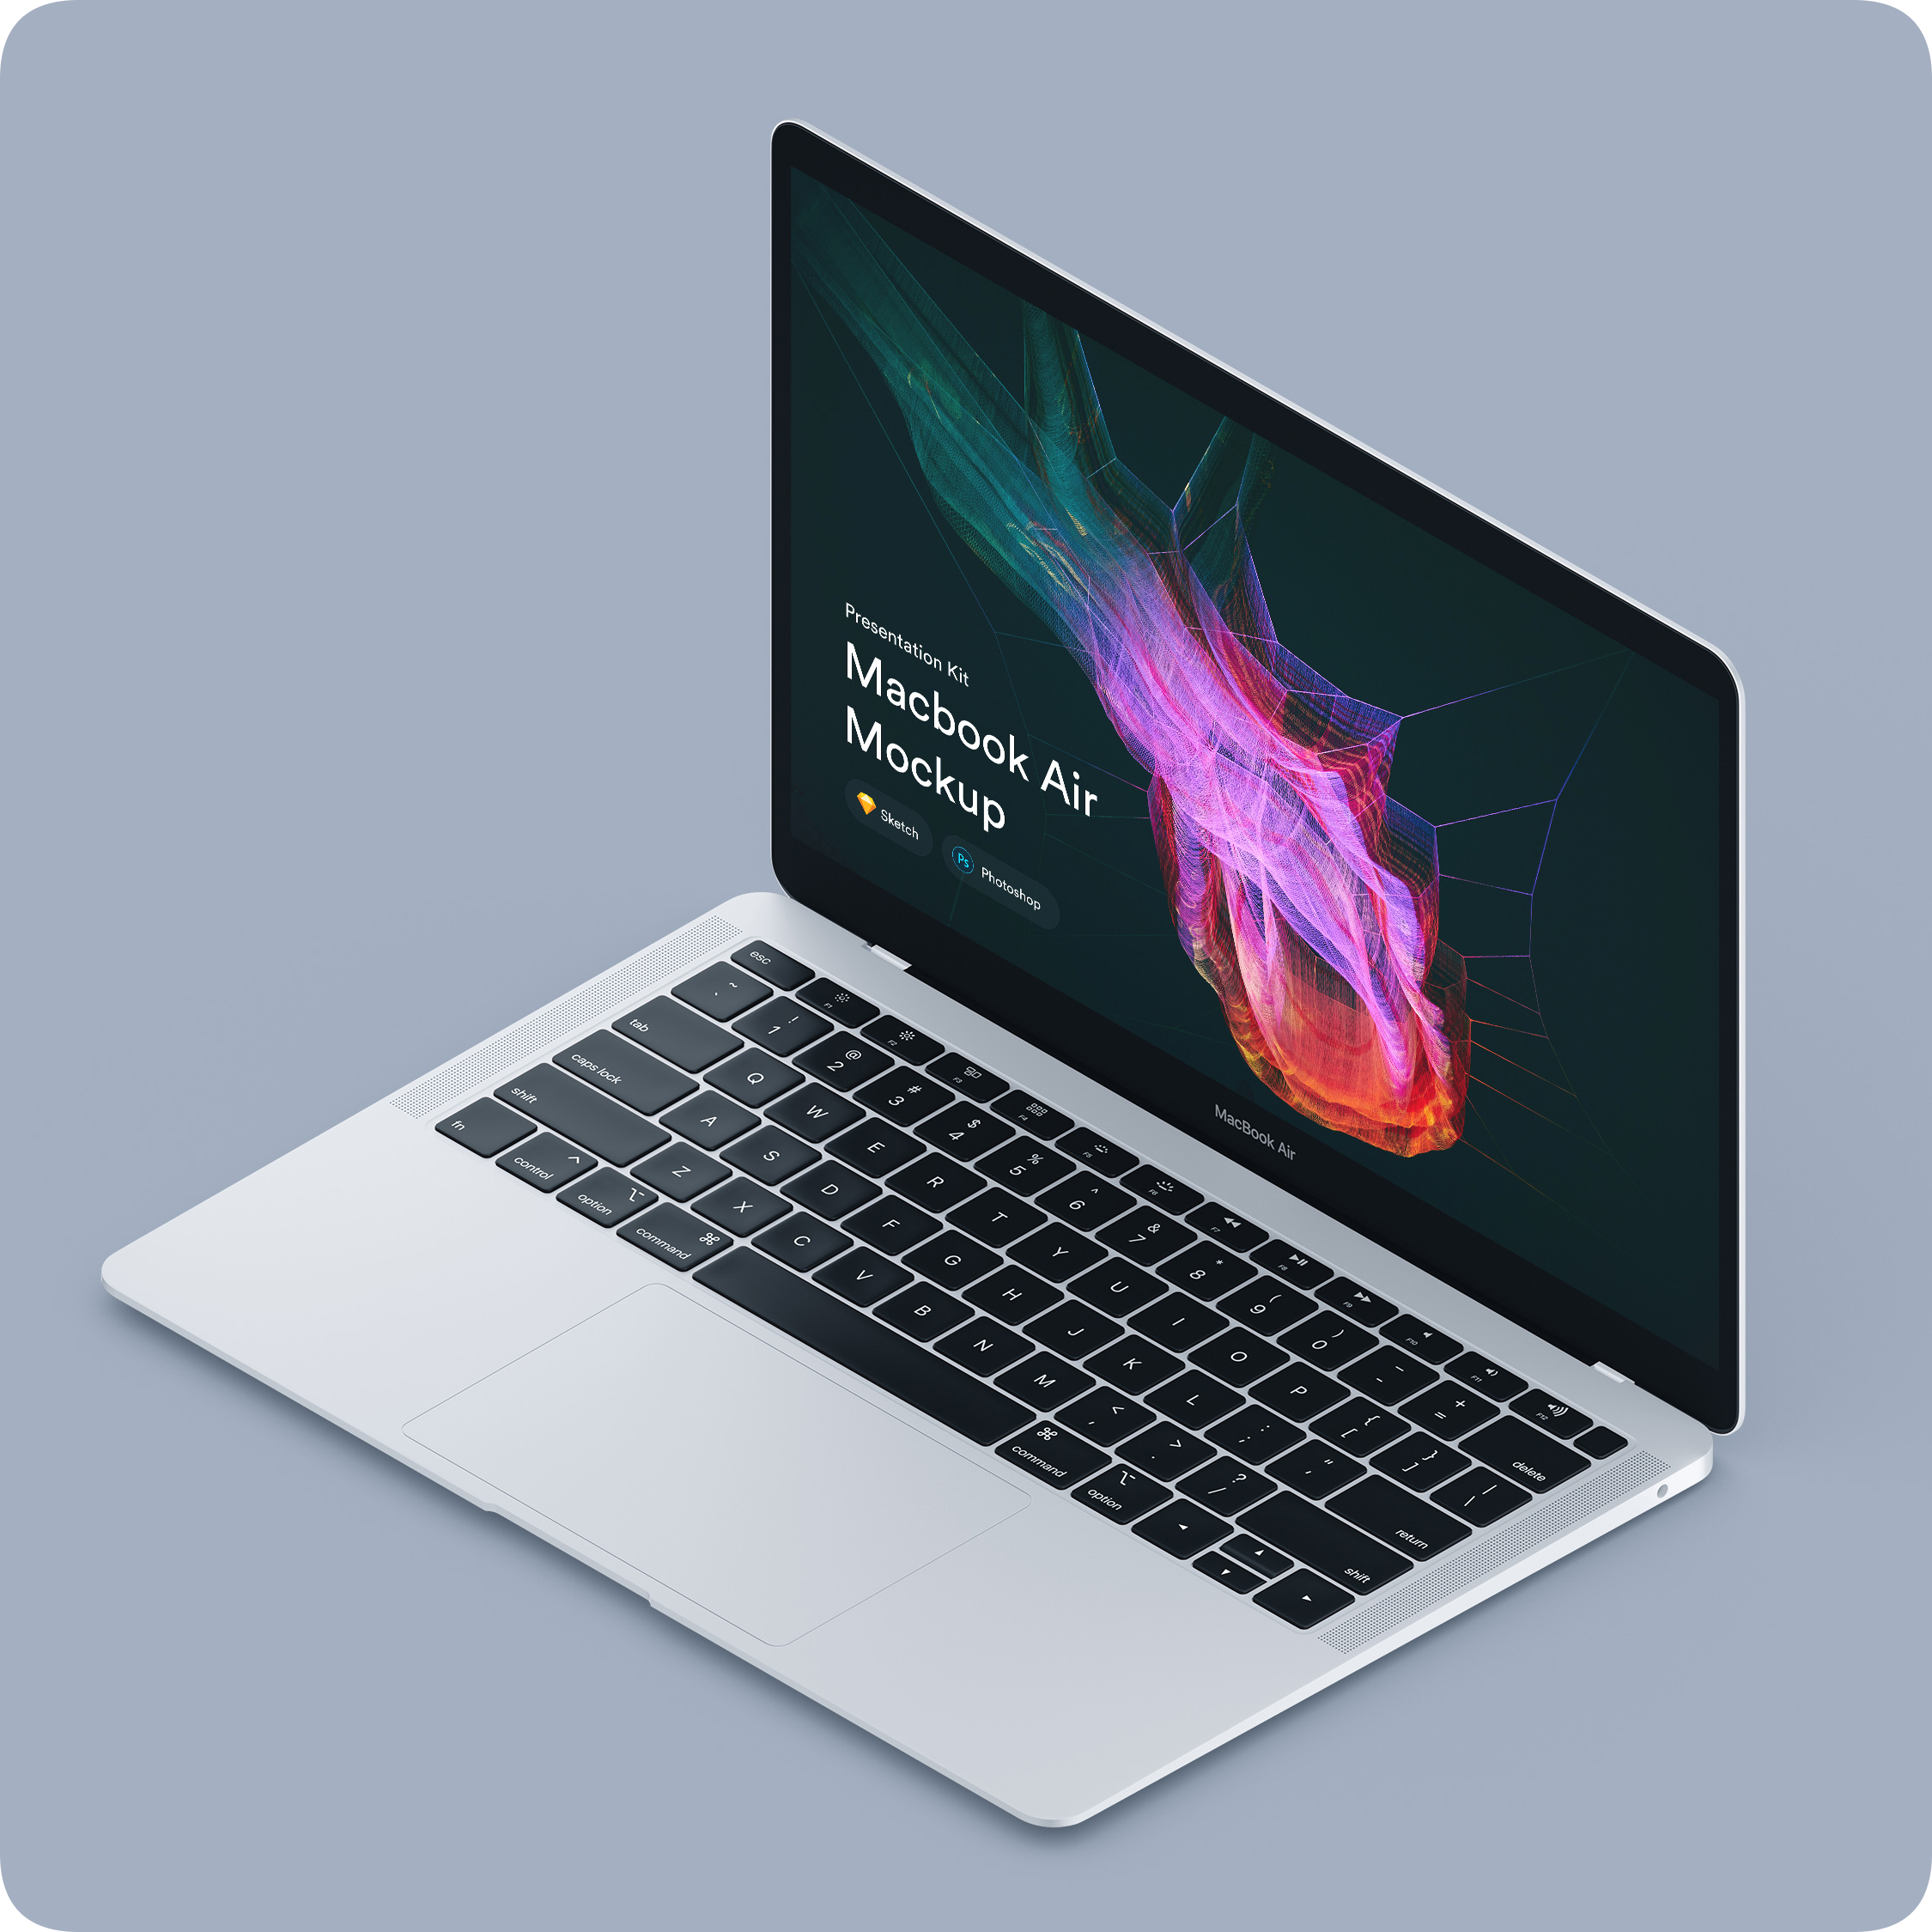 Presentation Kit
Macbook Air
Mockup
Sketch
Ps Photoshop
MacBook Air
esc F1 F2 F3 F4 F5 F6 F7 F8 F9 F10 F11 F12
` ~ 1 ! 2 @ 3 # 4 $ 5 % 6 ^ 7 & 8 * 9 ( 0 ) - _ = + delete
tab Q W E R T Y U I O P [ { ] } \ |
caps lock A S D F G H J K L ; : ' " return
shift Z X C V B N M , < . > / ? shift
fn control option command command option